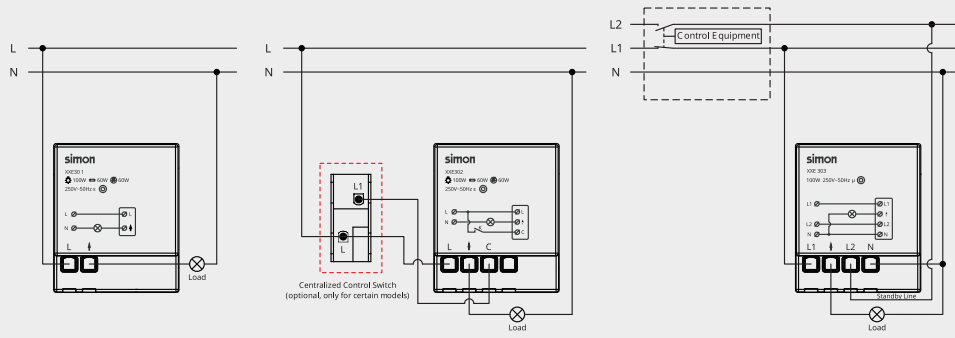 L
N
simon
XXE30 1
100W 60W 60W
250V~50Hz
L
L
N
L
Load
L
N
L1
L
Centralized Control Switch
(optional, only for certain models)
simon
XXE302
100W 60W 60W
250V~50Hz
L
L
N
K
C
L
C
Load
L2
L1
N
Control Equipment
simon
XXE 303
100W 250V~50Hz μ
L1
L1
L2
L2
N
N
L1
L2
N
Standby Line
Load